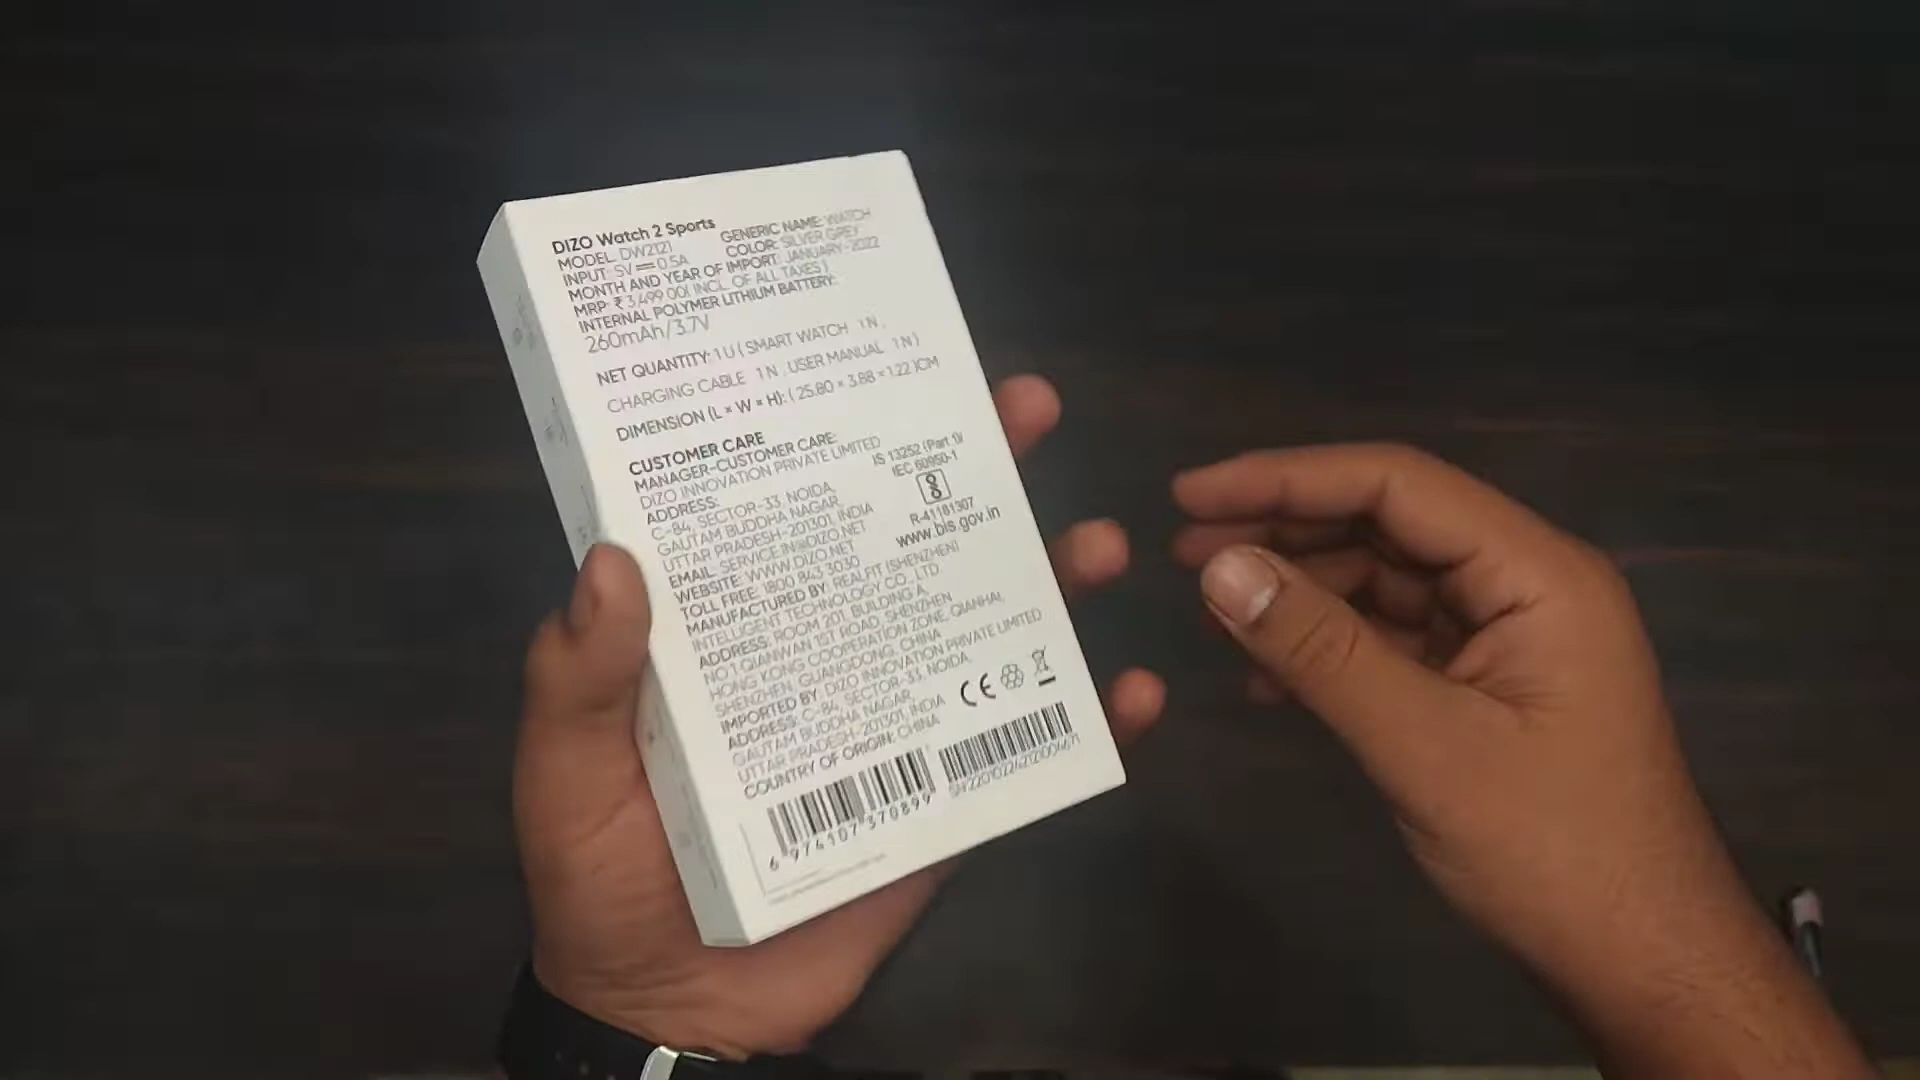 DIZO Watch 2 Sports
MODEL: DW2121 GENERIC NAME: WATCH
INPUT: 5V⎓0.5A COLOR: SILVER GREY
MONTH AND YEAR OF IMPORT: JANUARY-2022
MRP: ₹ 3,499.00( INCL. OF ALL TAXES )
INTERNAL POLYMER LITHIUM BATTERY:
260mAh/3.7V
NET QUANTITY: 1 U ( SMART WATCH 1 N ,
CHARGING CABLE 1 N , USER MANUAL 1 N )
DIMENSION (L × W × H): ( 25.80 × 3.88 × 1.22 )CM
CUSTOMER CARE
MANAGER-CUSTOMER CARE:
DIZO INNOVATION PRIVATE LIMITED
ADDRESS:
C-84, SECTOR-33, NOIDA,
GAUTAM BUDDHA NAGAR,
UTTAR PRADESH-201301, INDIA
EMAIL: SERVICE.IN@DIZO.NET
WEBSITE: WWW.DIZO.NET
TOLL FREE: 1800 843 3030
IS 13252 (Part 1)/
IEC 60950-1
R-41181307
www.bis.gov.in
MANUFACTURED BY: REALFIT (SHENZHEN)
INTELLIGENT TECHNOLOGY CO., LTD
ADDRESS: ROOM 201, BUILDING A,
NO.1 QIANWAN 1ST ROAD, SHENZHEN
HONG KONG COOPERATION ZONE, QIANHAI,
SHENZHEN, GUANGDONG, CHINA
IMPORTED BY: DIZO INNOVATION PRIVATE LIMITED
ADDRESS: C-84, SECTOR-33, NOIDA,
GAUTAM BUDDHA NAGAR,
UTTAR PRADESH-201301, INDIA
COUNTRY OF ORIGIN: CHINA
CE
6 974107 370899